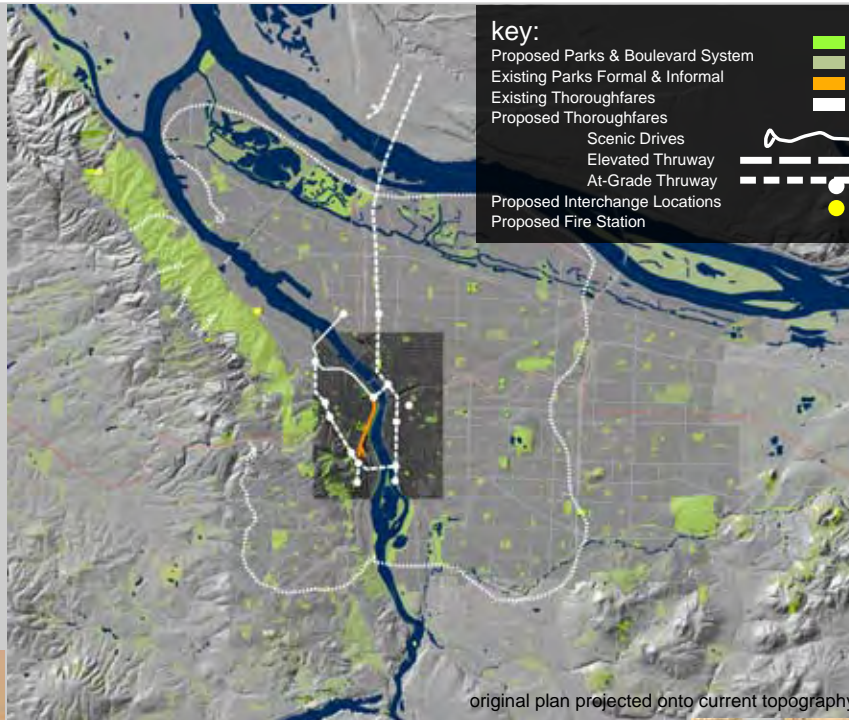 key:
Proposed Parks & Boulevard System
Existing Parks Formal & Informal
Existing Thoroughfares
Proposed Thoroughfares
Scenic Drives
Elevated Thruway
At-Grade Thruway
Proposed Interchange Locations
Proposed Fire Station
original plan projected onto current topography